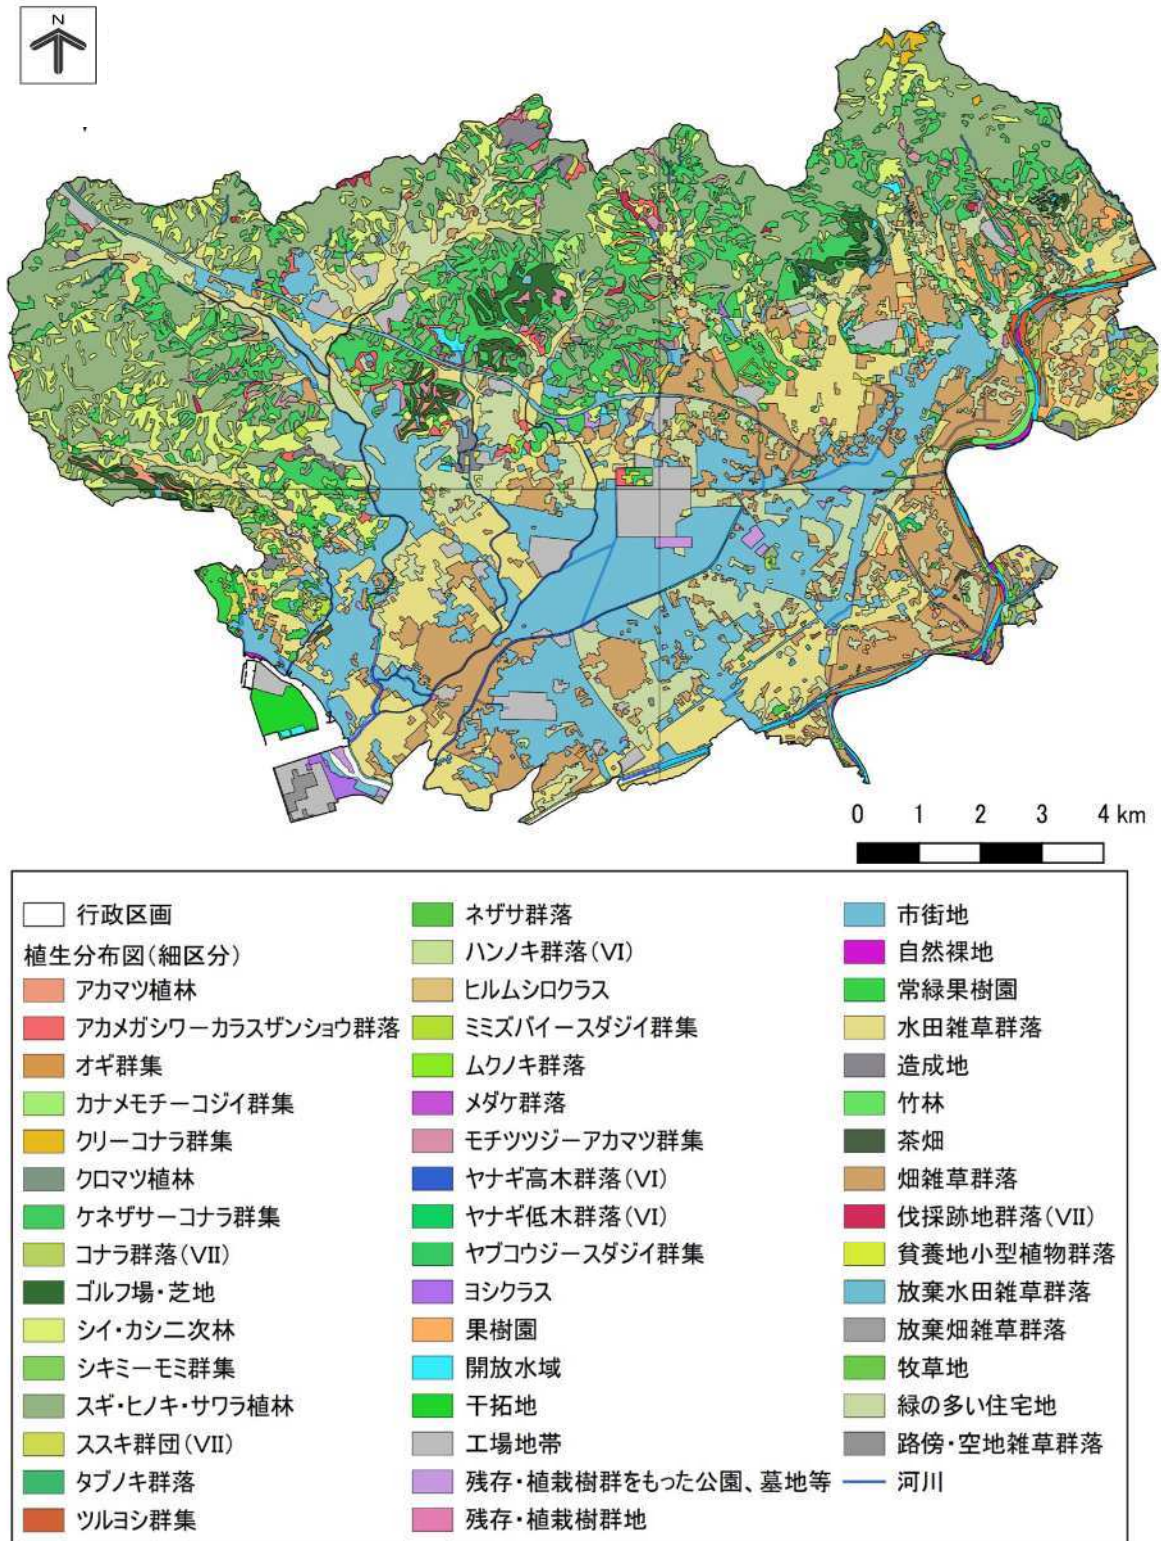 N
0 1 2 3 4 km
行政区画
植生分布図(細区分)
アカマツ植林
アカメガシワーカラスザンショウ群落
オギ群集
カナメモチーコジイ群集
クリーコナラ群集
クロマツ植林
ケネザサーコナラ群集
コナラ群落(VII)
ゴルフ場・芝地
シイ・カシ二次林
シキミーモミ群集
スギ・ヒノキ・サワラ植林
ススキ群団(VII)
タブノキ群落
ツルヨシ群集
ネザサ群落
ハンノキ群落(VI)
ヒルムシロクラス
ミミズバイースダジイ群集
ムクノキ群落
メダケ群落
モチツツジーアカマツ群集
ヤナギ高木群落(VI)
ヤナギ低木群落(VI)
ヤブコウジースダジイ群集
ヨシクラス
果樹園
開放水域
干拓地
工場地帯
残存・植栽樹群をもった公園、墓地等
残存・植栽樹群地
市街地
自然裸地
常緑果樹園
水田雑草群落
造成地
竹林
茶畑
畑雑草群落
伐採跡地群落(VII)
貧養地小型植物群落
放棄水田雑草群落
放棄畑雑草群落
牧草地
緑の多い住宅地
路傍・空地雑草群落
河川